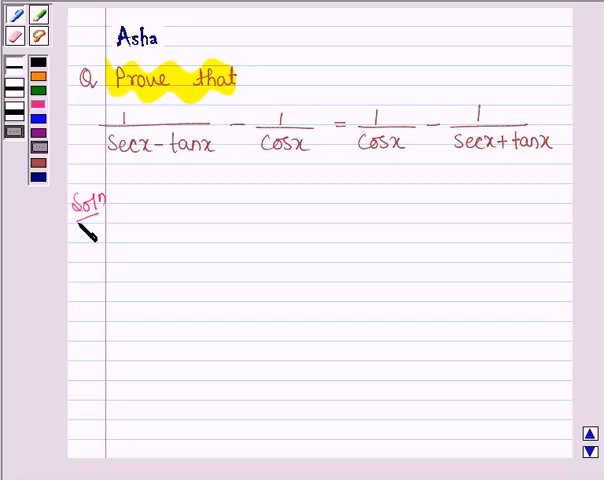 Asha
Q Prove that
1/(Secx - tanx) - 1/Cosx = 1/Cosx - 1/(Secx + tanx)
Soln